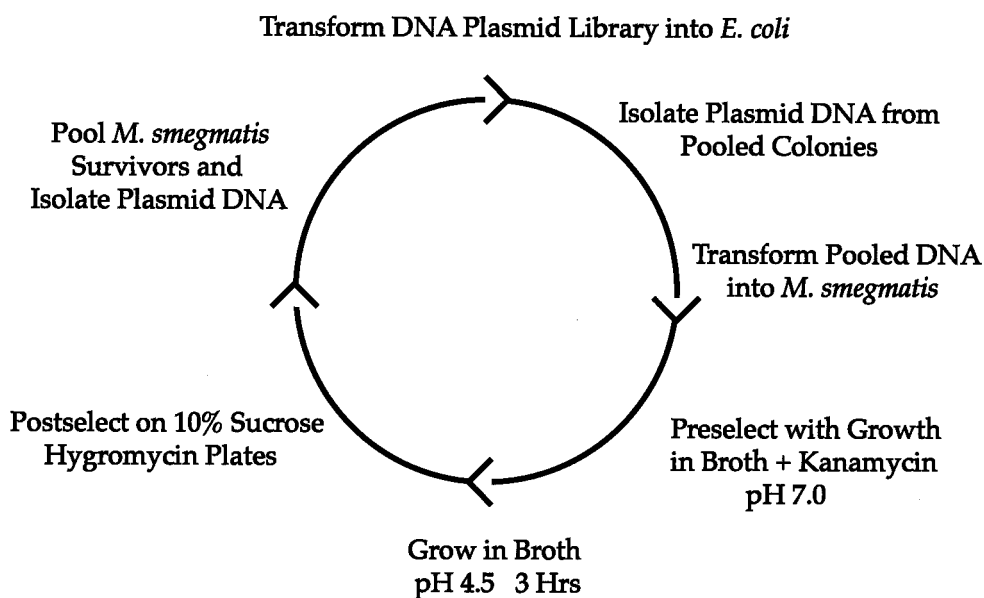 Transform DNA Plasmid Library into E. coli
Isolate Plasmid DNA from
Pooled Colonies
Transform Pooled DNA
into M. smegmatis
Preselect with Growth
in Broth + Kanamycin
pH 7.0
Grow in Broth
pH 4.5 3 Hrs
Postselect on 10% Sucrose
Hygromycin Plates
Pool M. smegmatis
Survivors and
Isolate Plasmid DNA